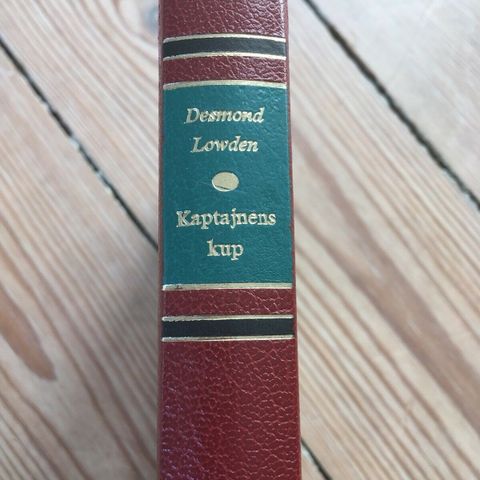 Desmond
Lowden
Kaptajnens
kup